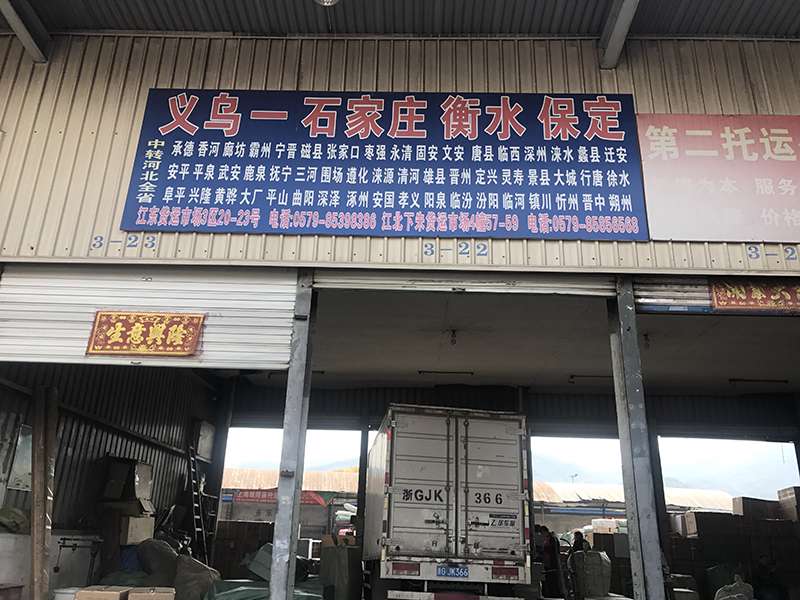 义乌一 石家庄 衡水 保定
中转河北全省
承德 香河 廊坊 霸州 宁晋 磁县 张家口 枣强 永清 固安 文安 唐县 临西 深州 涞水 蠡县 迁安
安平 平泉 武安 鹿泉 抚宁 三河 围场 遵化 涞源 清河 雄县 晋州 定兴 灵寿 景县 大城 行唐 徐水
阜平 兴隆 黄骅 大厂 平山 曲阳 深泽 涿州 安国 孝义 阳泉 临汾 汾阳 临河 镇川 忻州 晋中 朔州
江东货运市场3区20-23号 电话:0579-85398386 江北下朱货运市场4幢57-59 电话:0579-85858568
第二托运
为本 服务
价格
3-23
3-22
3-2
生意興隆
浙GJK 366
GJK366